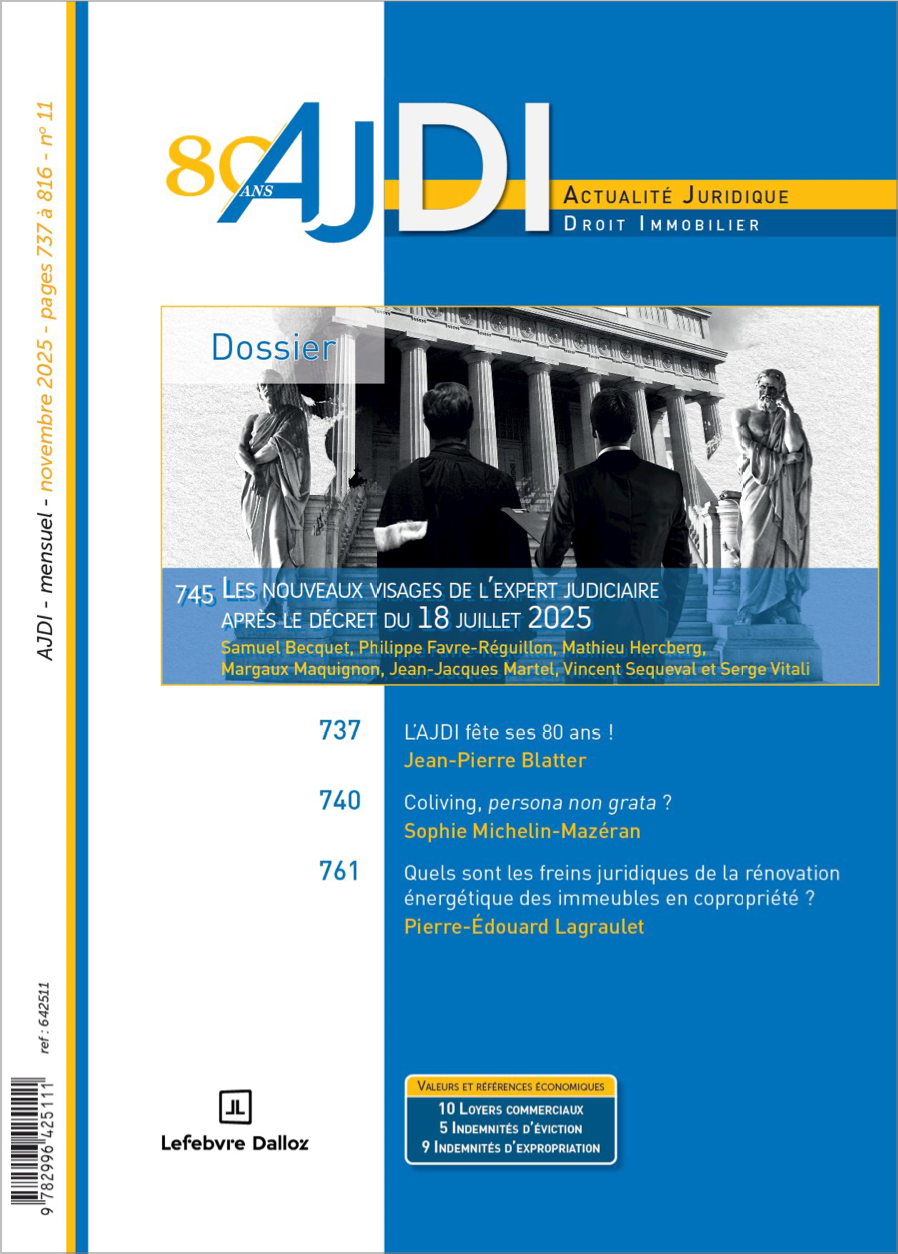 AJDI - mensuel - novembre 2025 - pages 737 à 816 - n° 11
80 ANS
AJDI
ACTUALITÉ JURIDIQUE
DROIT IMMOBILIER
Dossier
745 LES NOUVEAUX VISAGES DE L'EXPERT JUDICIAIRE
APRÈS LE DÉCRET DU 18 JUILLET 2025
Samuel Becquet, Philippe Favre-Réguillon, Mathieu Hercberg,
Margaux Maquignon, Jean-Jacques Martel, Vincent Sequeval et Serge Vitali
737 L'AJDI fête ses 80 ans !
Jean-Pierre Blatter
740 Coliving, persona non grata ?
Sophie Michelin-Mazéran
761 Quels sont les freins juridiques de la rénovation
énergétique des immeubles en copropriété ?
Pierre-Édouard Lagraulet
ref : 642511
9 782996 425111
JL
Lefebvre Dalloz
VALEURS ET RÉFÉRENCES ÉCONOMIQUES
10 LOYERS COMMERCIAUX
5 INDEMNITÉS D'ÉVICTION
9 INDEMNITÉS D'EXPROPRIATION